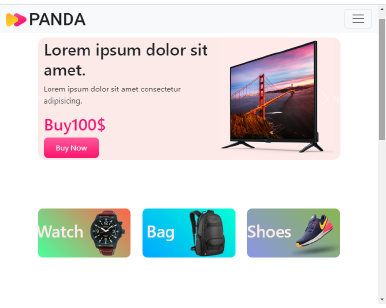 PANDA
Lorem ipsum dolor sit
amet.
Lorem ipsum dolor sit amet consectetur
adipisicing.
Buy100$
Buy Now
Watch
Bag
Shoes